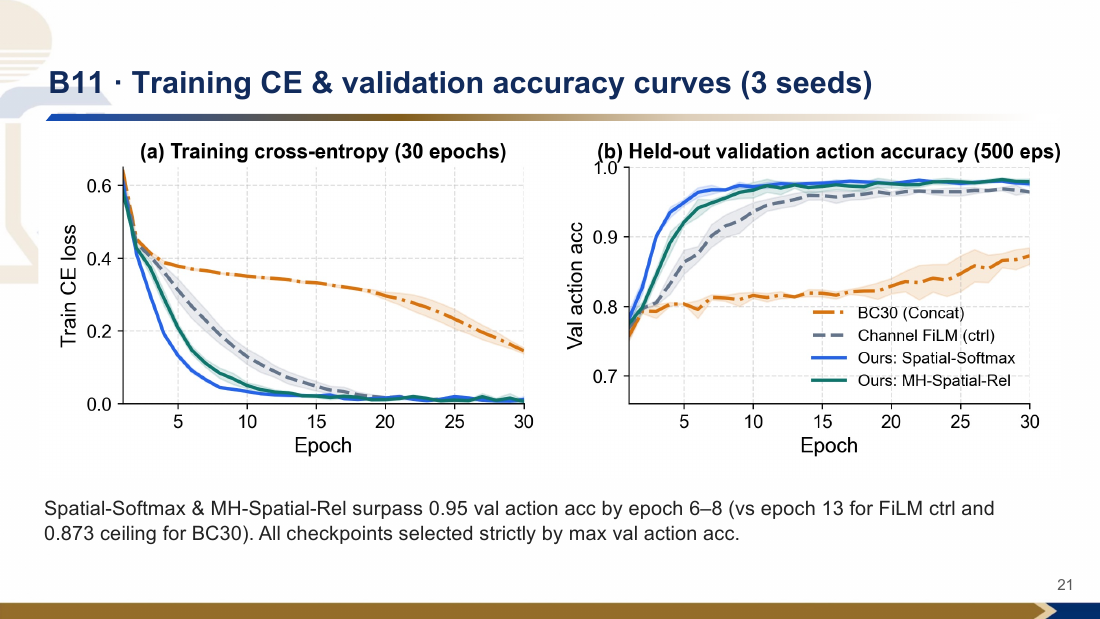 B11 · Training CE & validation accuracy curves (3 seeds)
(a) Training cross-entropy (30 epochs)
0.6
0.4
0.2
0.0
Train CE loss
5 10 15 20 25 30
Epoch
(b) Held-out validation action accuracy (500 eps)
1.0
0.9
0.8
0.7
Val action acc
BC30 (Concat)
Channel FiLM (ctrl)
Ours: Spatial-Softmax
Ours: MH-Spatial-Rel
5 10 15 20 25 30
Epoch
Spatial-Softmax & MH-Spatial-Rel surpass 0.95 val action acc by epoch 6–8 (vs epoch 13 for FiLM ctrl and
0.873 ceiling for BC30). All checkpoints selected strictly by max val action acc.
21